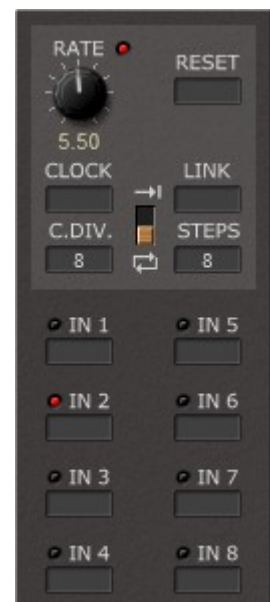 RATE
RESET
5.50
CLOCK LINK
C.DIV. STEPS
8 8
IN 1 IN 5
IN 2 IN 6
IN 3 IN 7
IN 4 IN 8